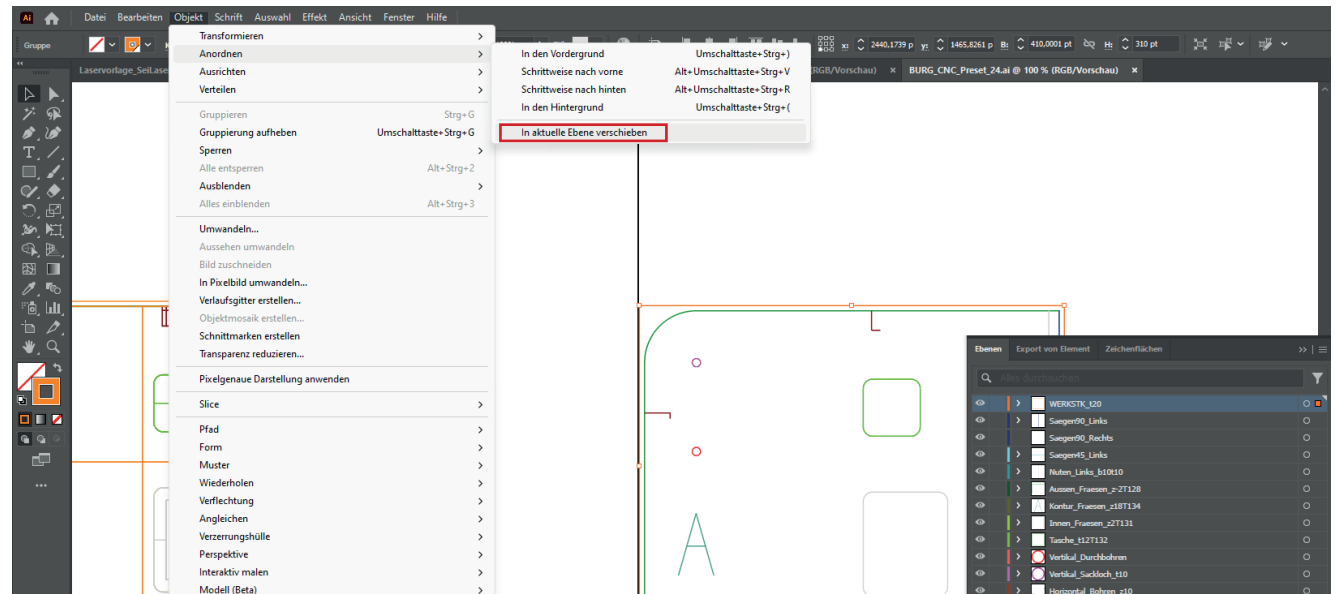 Ai Datei Bearbeiten Objekt Schrift Auswahl Effekt Ansicht Fenster Hilfe
Gruppe
X: 2440,1739 p Y: 1465,8261 p B: 410,0001 pt H: 310 pt
(RGB/Vorschau) × BURG_CNC_Preset_24.ai @ 100 % (RGB/Vorschau) ×
Transformieren
Anordnen
Ausrichten
Verteilen
Gruppieren Strg+G
Gruppierung aufheben Umschalttaste+Strg+G
Sperren
Alle entsperren Alt+Strg+2
Ausblenden
Alles einblenden Alt+Strg+3
Umwandeln...
Aussehen umwandeln
Bild zuschneiden
In Pixelbild umwandeln...
Verlaufsgitter erstellen...
Objektmosaik erstellen...
Schnittmarken erstellen
Transparenz reduzieren...
Pixelgenaue Darstellung anwenden
Slice
Pfad
Form
Muster
Wiederholen
Verflechtung
Angleichen
Verzerrungshülle
Perspektive
Interaktiv malen
Modell (Beta)
In den Vordergrund Umschalttaste+Strg+)
Schrittweise nach vorne Alt+Umschalttaste+Strg+V
Schrittweise nach hinten Alt+Umschalttaste+Strg+R
In den Hintergrund Umschalttaste+Strg+(
In aktuelle Ebene verschieben
A
Ebenen Export von Element Zeichenflächen
Alles durchsuchen
WERKSTK_t20
Saegen90_Links
Saegen90_Rechts
Saegen45_Links
Nuten_Links_b10t10
Aussen_Fraesen_z-2T128
Kontur_Fraesen_z18T134
Innen_Fraesen_z2T131
Tasche_t12T132
Vertikal_Durchbohren
Vertikal_Sackloch_t10
Horizontal_Bohren_z10